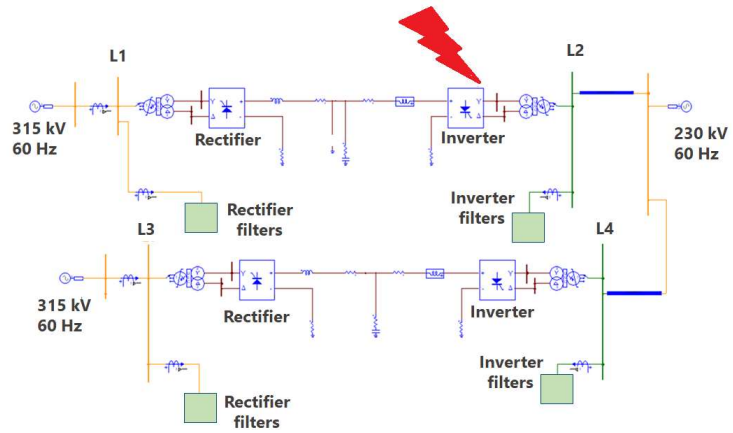 L1
L2
315 kV
60 Hz
Rectifier
Inverter
230 kV
60 Hz
Rectifier
filters
Inverter
filters
L3
L4
315 kV
60 Hz
Rectifier
Inverter
Rectifier
filters
Inverter
filters